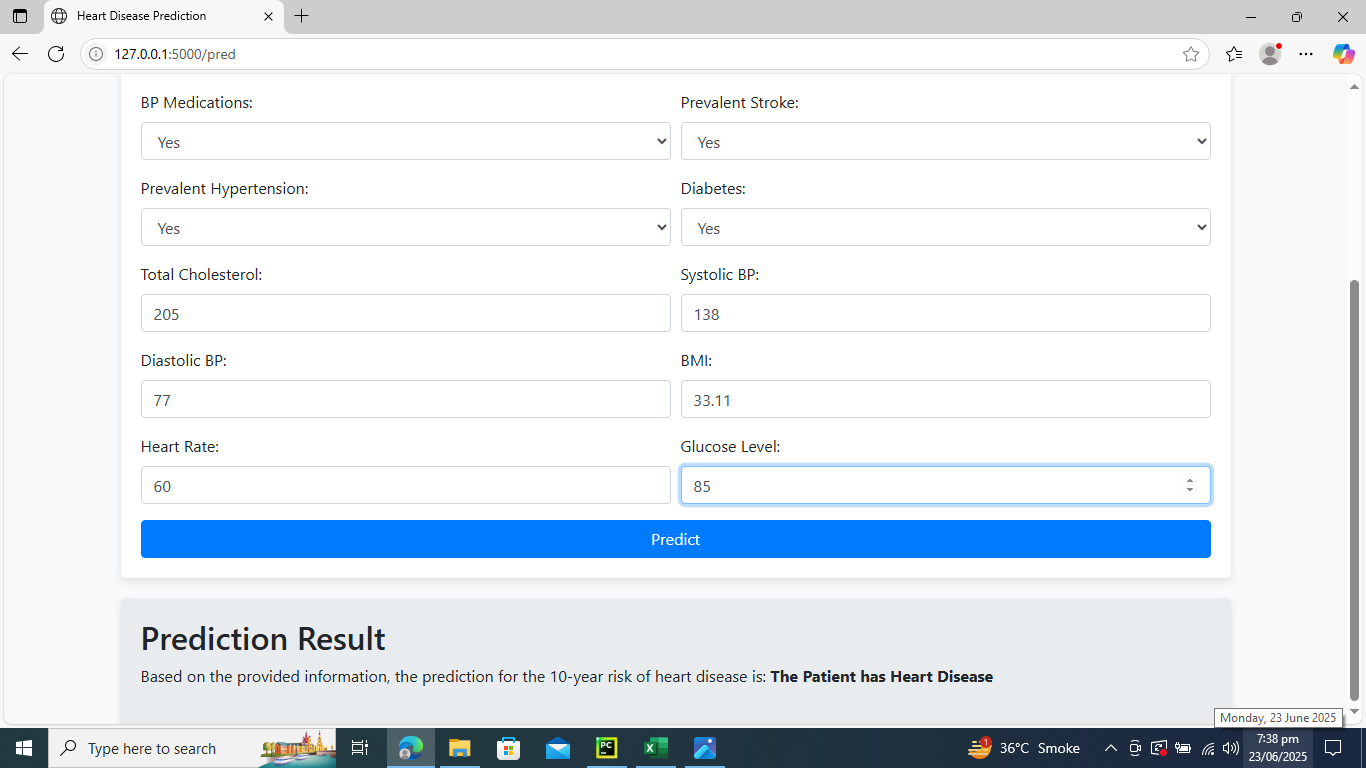 Heart Disease Prediction
127.0.0.1:5000/pred
BP Medications: Prevalent Stroke:
Yes Yes
Prevalent Hypertension: Diabetes:
Yes Yes
Total Cholesterol: Systolic BP:
205 138
Diastolic BP: BMI:
77 33.11
Heart Rate: Glucose Level:
60 85
Predict
Prediction Result
Based on the provided information, the prediction for the 10-year risk of heart disease is: The Patient has Heart Disease
Monday, 23 June 2025
Type here to search
PC
X
1
36°C Smoke
7:38 pm
23/06/2025